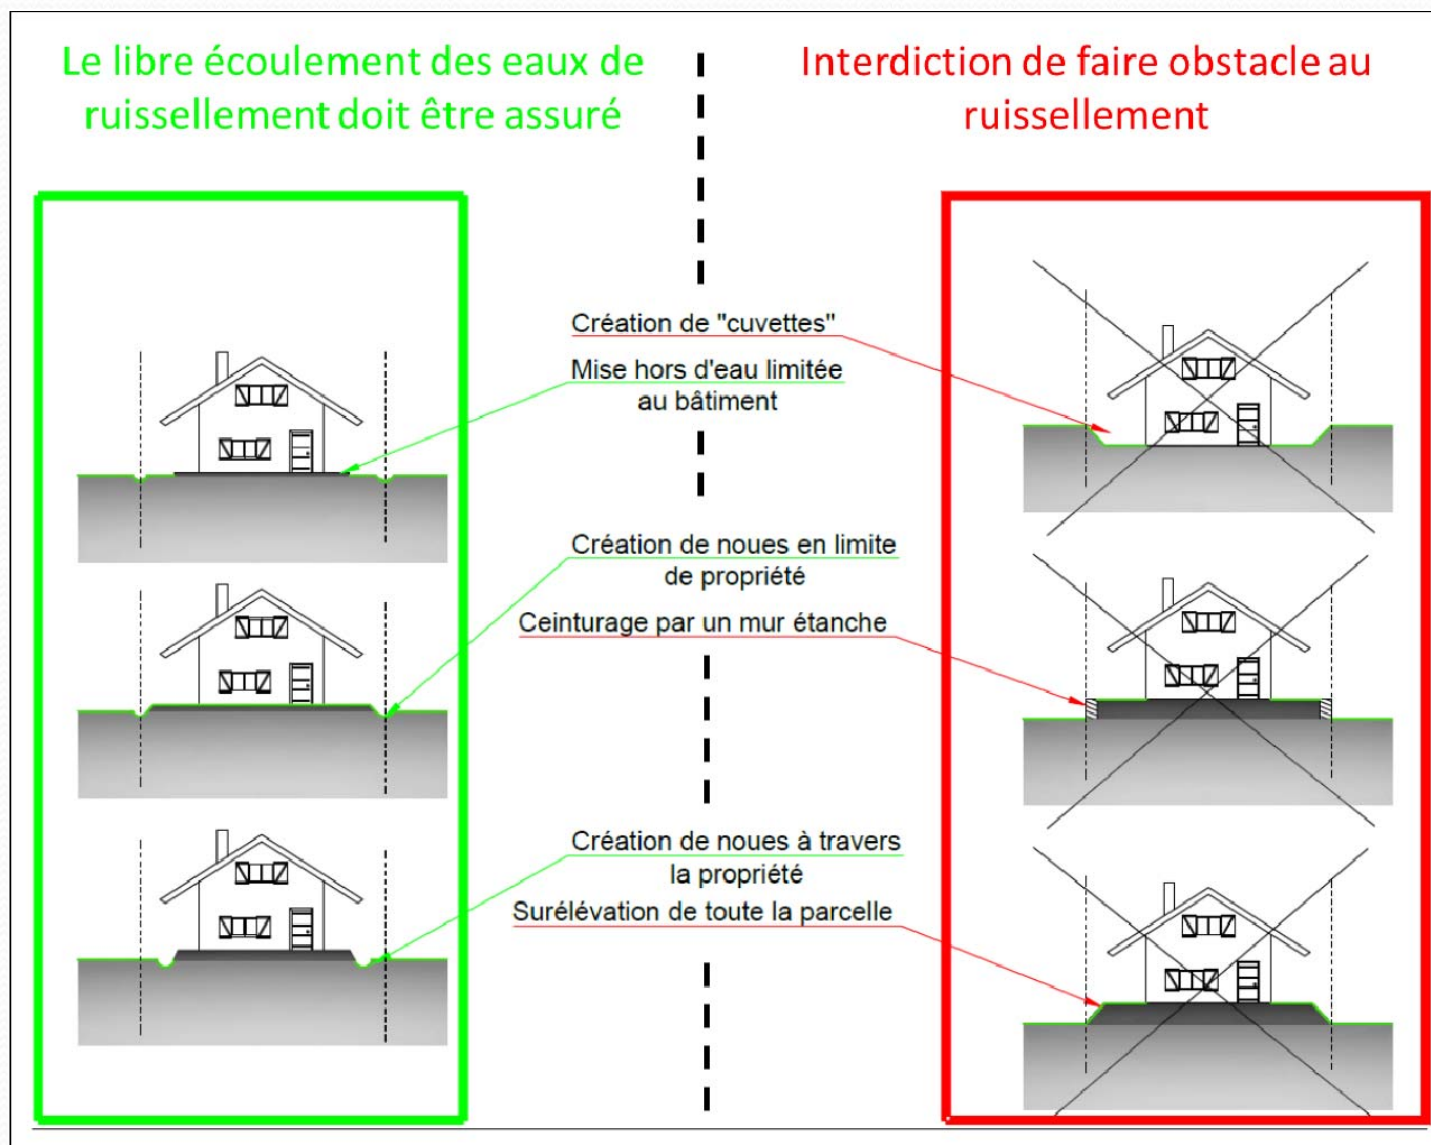 Le libre écoulement des eaux de
ruissellement doit être assuré
Interdiction de faire obstacle au
ruissellement
Création de "cuvettes"
Mise hors d'eau limitée
au bâtiment
Création de noues en limite
de propriété
Ceinturage par un mur étanche
Création de noues à travers
la propriété
Surélévation de toute la parcelle